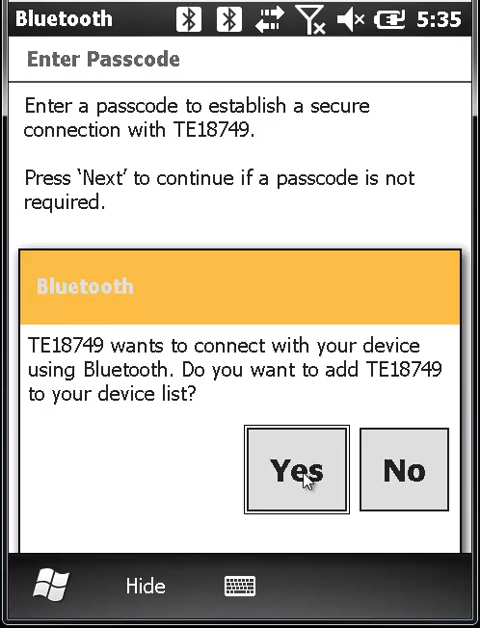 Bluetooth 5:35
Enter Passcode
Enter a passcode to establish a secure
connection with TE18749.
Press ‘Next’ to continue if a passcode is not
required.
Bluetooth
TE18749 wants to connect with your device
using Bluetooth. Do you want to add TE18749
to your device list?
Yes No
Hide